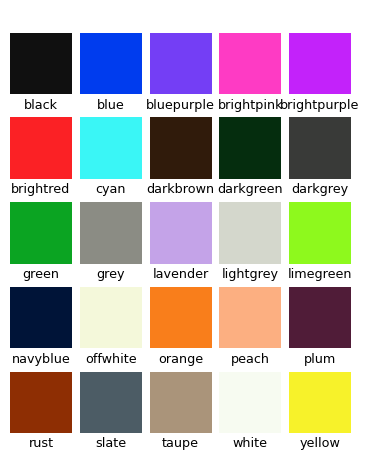 black blue bluepurple brightpink brightpurple
brightred cyan darkbrown darkgreen darkgrey
green grey lavender lightgrey limegreen
navyblue offwhite orange peach plum
rust slate taupe white yellow